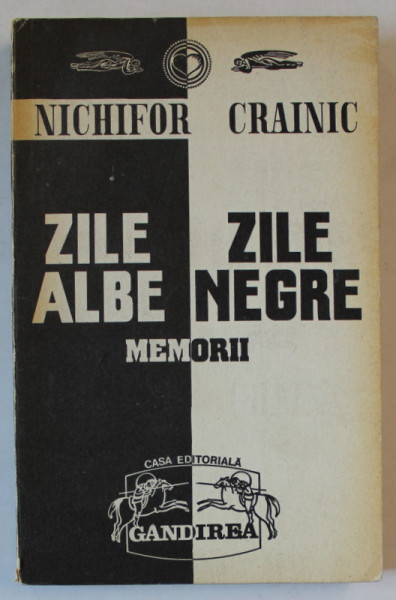 NICHIFOR CRAINIC
ZILE ZILE
ALBE NEGRE
MEMORII
CASA EDITORIALĂ
GANDIREA